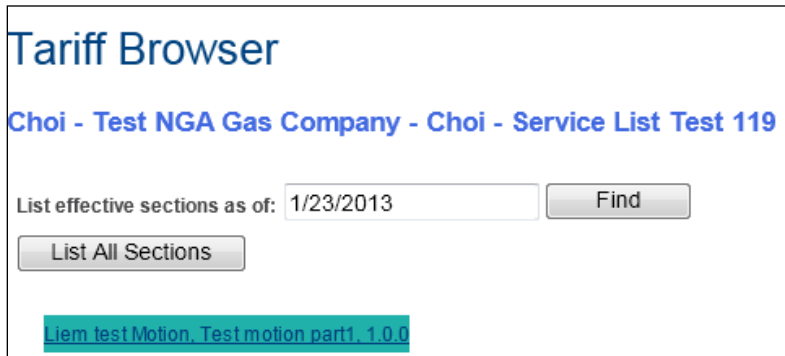 Tariff Browser
Choi - Test NGA Gas Company - Choi - Service List Test 119
List effective sections as of: 1/23/2013 Find
List All Sections
Liem test Motion, Test motion part1, 1.0.0